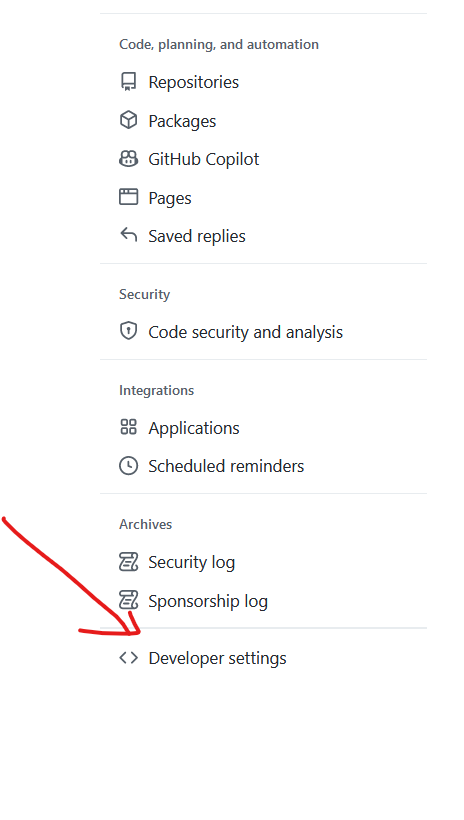 Code, planning, and automation
Repositories
Packages
GitHub Copilot
Pages
Saved replies
Security
Code security and analysis
Integrations
Applications
Scheduled reminders
Archives
Security log
Sponsorship log
Developer settings